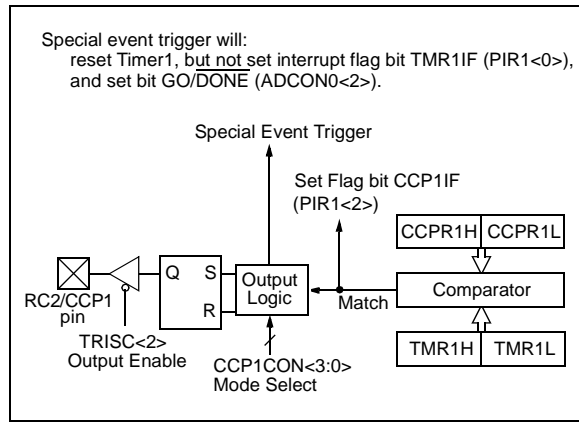 Special event trigger will:
reset Timer1, but not set interrupt flag bit TMR1IF (PIR1<0>),
and set bit GO/DONE (ADCON0<2>).
Special Event Trigger
Set Flag bit CCP1IF
(PIR1<2>)
CCPR1H CCPR1L
Q S
R
Output
Logic
Match
Comparator
RC2/CCP1
pin
TRISC<2>
Output Enable
CCP1CON<3:0>
Mode Select
TMR1H TMR1L